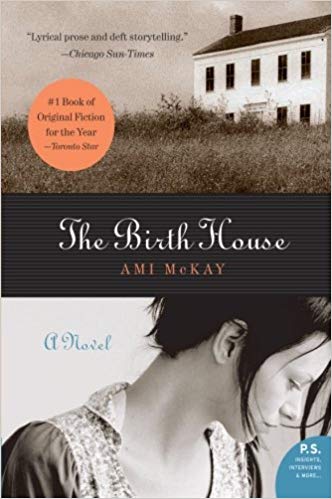 "Lyrical prose and deft storytelling."
—Chicago Sun-Times
#1 Book of
Original Fiction
for the Year
—Toronto Star
The Birth House
AMI McKAY
A Novel
P.S.
INSIGHTS,
INTERVIEWS
& MORE...